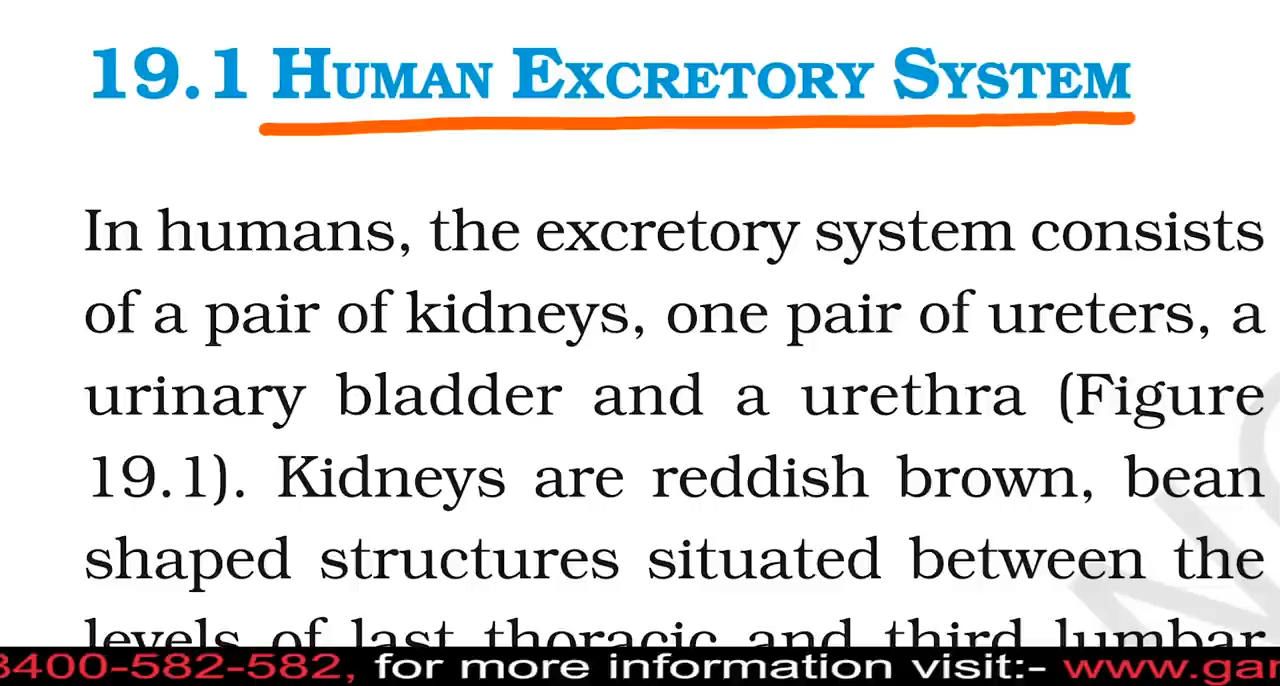 19.1 HUMAN EXCRETORY SYSTEM
In humans, the excretory system consists
of a pair of kidneys, one pair of ureters, a
urinary bladder and a urethra (Figure
19.1). Kidneys are reddish brown, bean
shaped structures situated between the
levels of last thoracic and third lumbar
8400-582-582, for more information visit:- www.gar